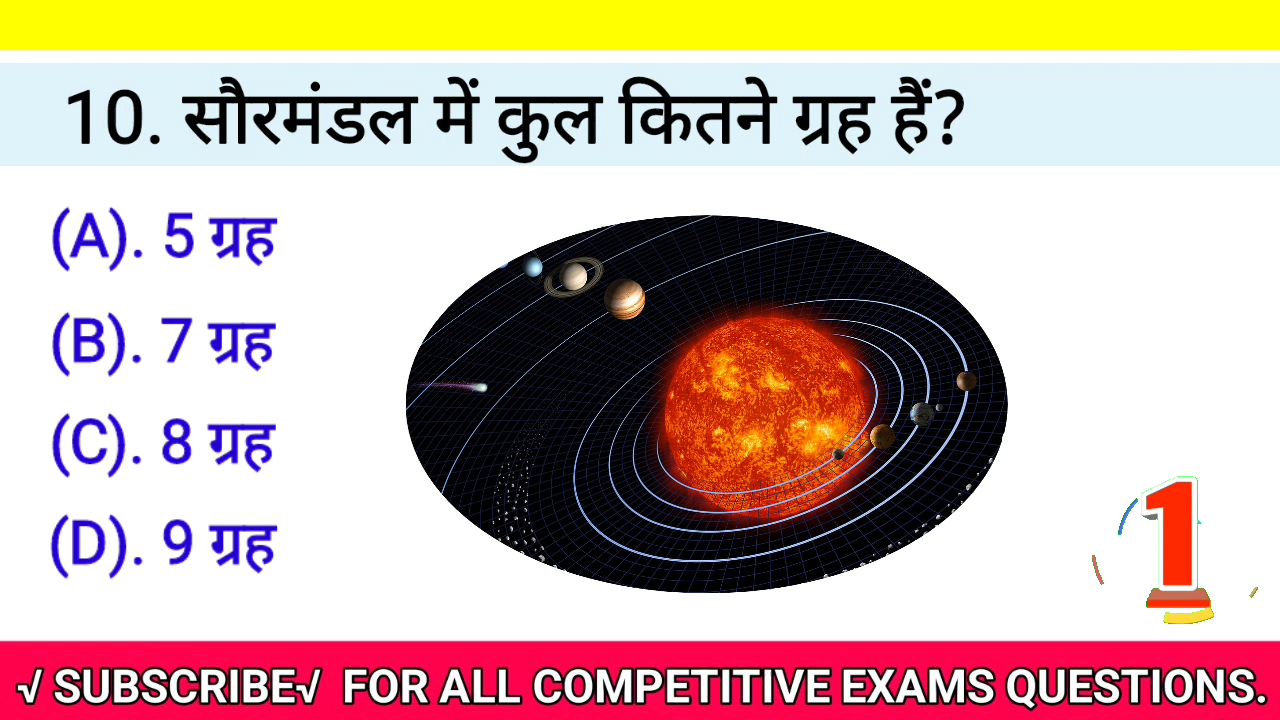 10. सौरमंडल में कुल कितने ग्रह हैं?
(A). 5 ग्रह
(B). 7 ग्रह
(C). 8 ग्रह
(D). 9 ग्रह
1
√ SUBSCRIBE√ FOR ALL COMPETITIVE EXAMS QUESTIONS.